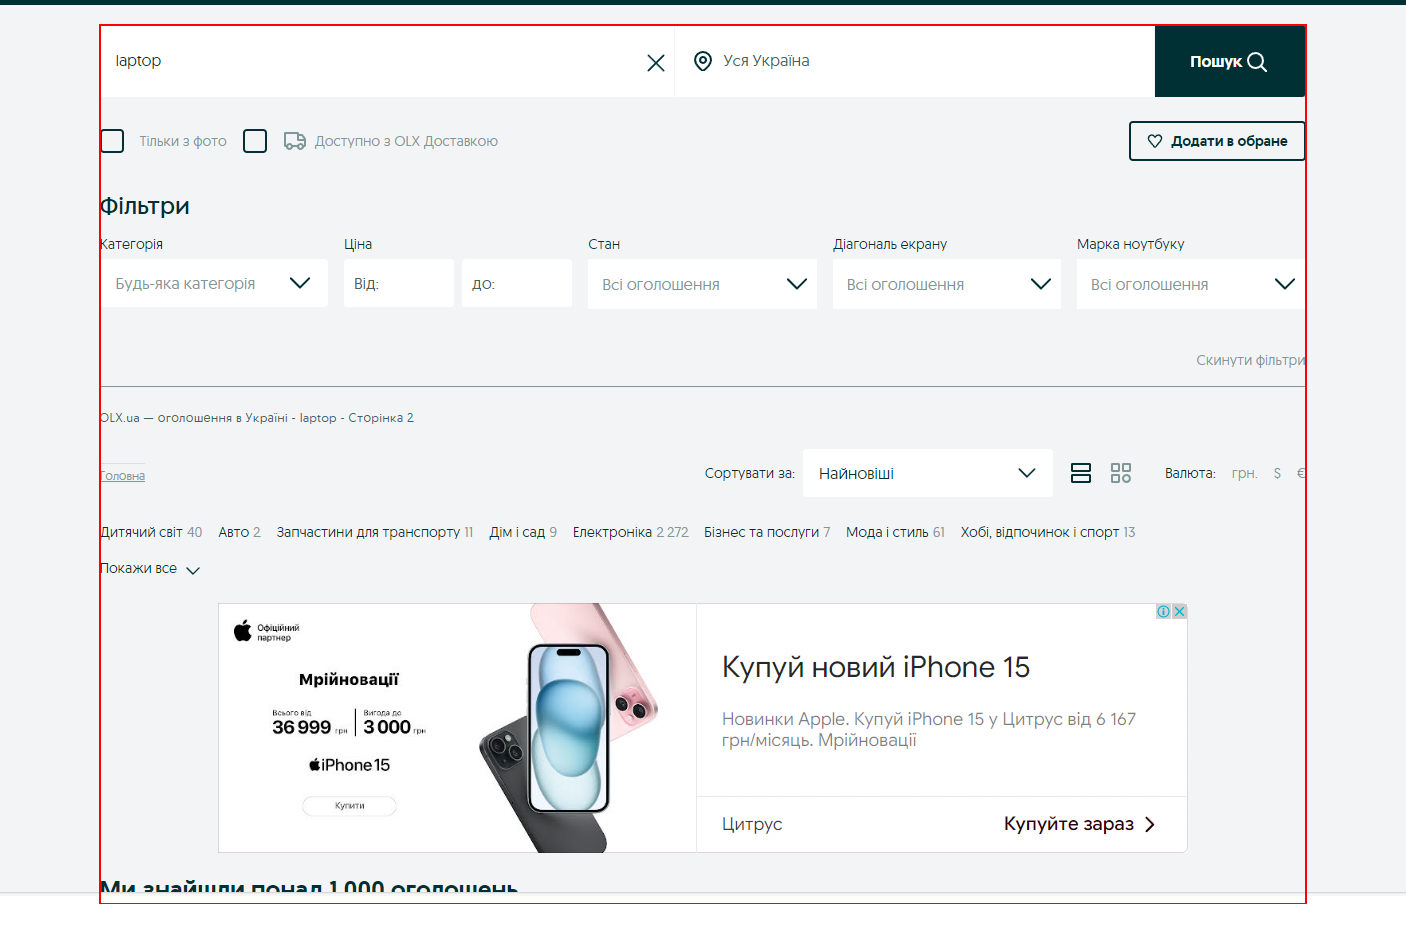 laptop
Уся Україна
Пошук
Тільки з фото
Доступно з OLX Доставкою
Додати в обране
Фільтри
Категорія
Ціна
Стан
Діагональ екрану
Марка ноутбуку
Будь-яка категорія
Від:
до:
Всі оголошення
Всі оголошення
Всі оголошення
Скинути фільтри
OLX.ua — оголошення в Україні - laptop - Сторінка 2
Головна
Сортувати за:
Найновіші
Валюта: грн. $ €
Дитячий світ 40 Авто 2 Запчастини для транспорту 11 Дім і сад 9 Електроніка 2 272 Бізнес та послуги 7 Мода і стиль 61 Хобі, відпочинок і спорт 13
Покажи все
Офіційний
партнер
Мрійновації
Всього від
36 999 грн
Вигода до
3 000 грн
iPhone 15
Купити
Купуй новий iPhone 15
Новинки Apple. Купуй iPhone 15 у Цитрус від 6 167
грн/місяць. Мрійновації
Цитрус
Купуйте зараз
Ми знайшли понад 1 000 оголошень